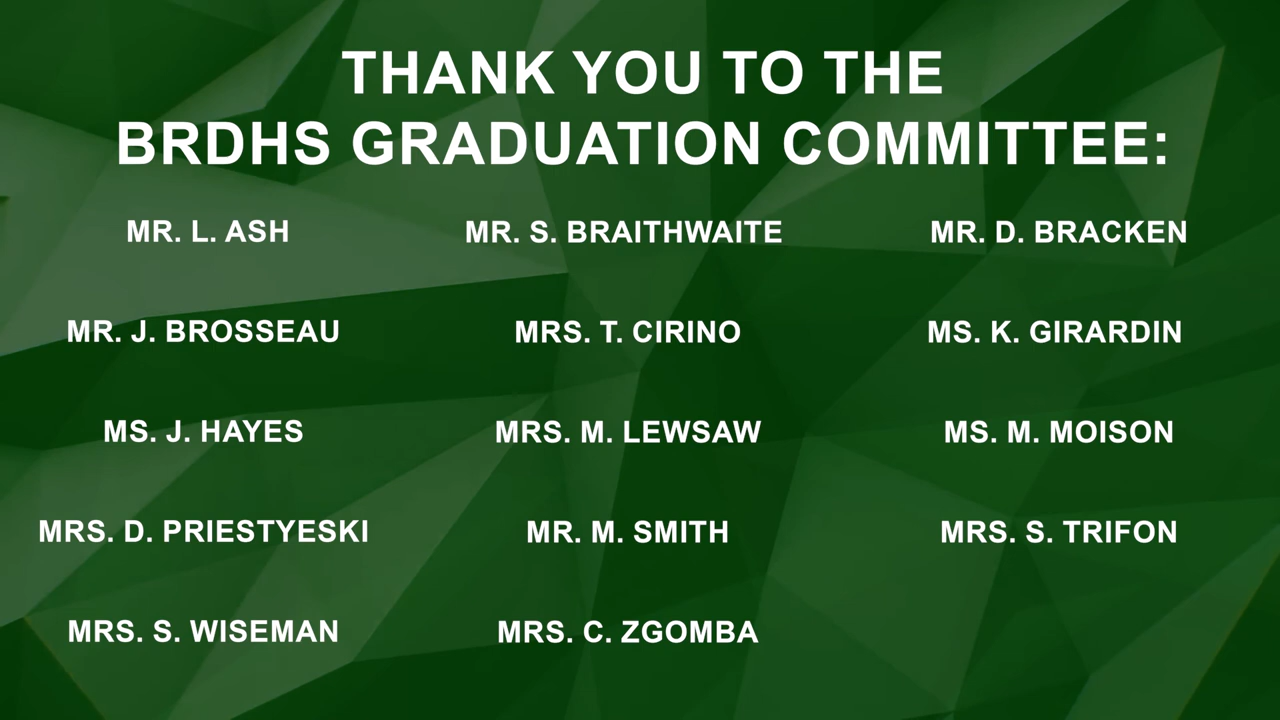 THANK YOU TO THE
BRDHS GRADUATION COMMITTEE:
MR. L. ASH
MR. S. BRAITHWAITE
MR. D. BRACKEN
MR. J. BROSSEAU
MRS. T. CIRINO
MS. K. GIRARDIN
MS. J. HAYES
MRS. M. LEWSAW
MS. M. MOISON
MRS. D. PRIESTYESKI
MR. M. SMITH
MRS. S. TRIFON
MRS. S. WISEMAN
MRS. C. ZGOMBA